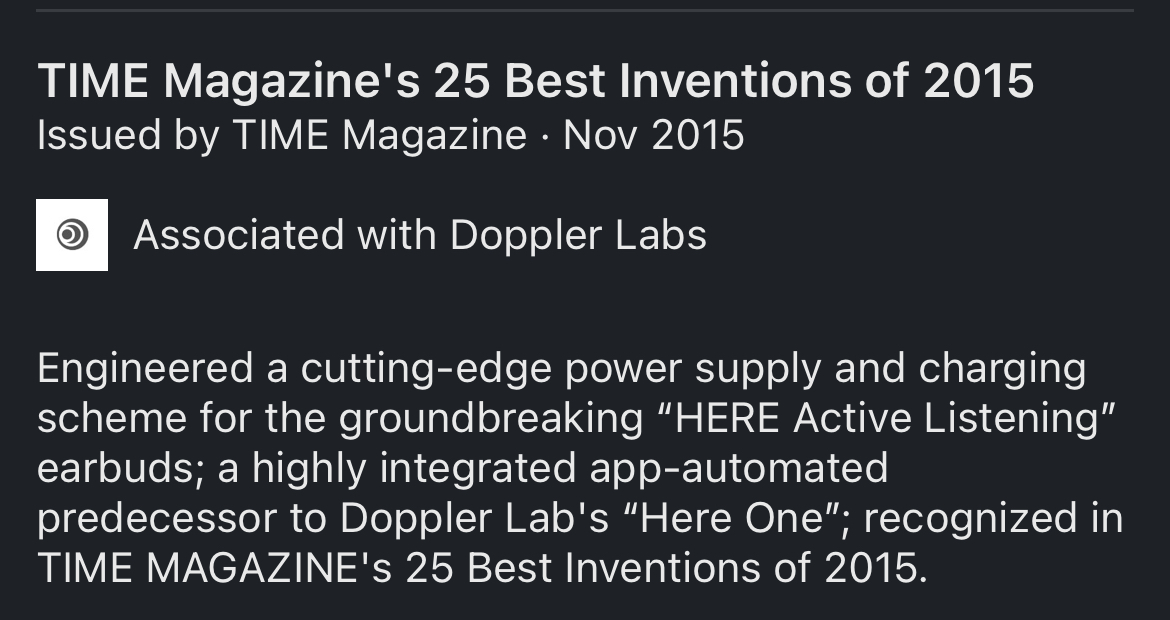 TIME Magazine's 25 Best Inventions of 2015
Issued by TIME Magazine · Nov 2015
Associated with Doppler Labs
Engineered a cutting-edge power supply and charging
scheme for the groundbreaking “HERE Active Listening”
earbuds; a highly integrated app-automated
predecessor to Doppler Lab's “Here One”; recognized in
TIME MAGAZINE's 25 Best Inventions of 2015.